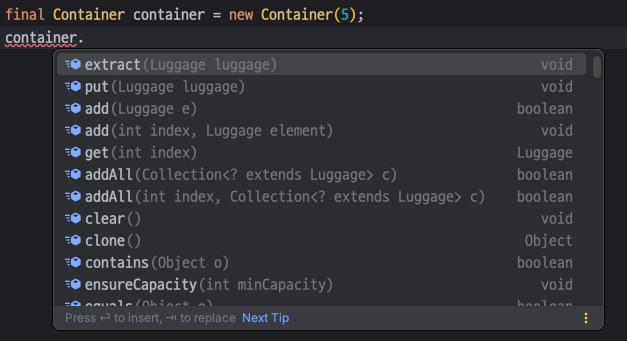 final Container container = new Container(5);
container.
extract(Luggage luggage) void
put(Luggage luggage) void
add(Luggage e) boolean
add(int index, Luggage element) void
get(int index) Luggage
addAll(Collection<? extends Luggage> c) boolean
addAll(int index, Collection<? extends Luggage> c) boolean
clear() void
clone() Object
contains(Object o) boolean
ensureCapacity(int minCapacity) void
equals(Object o) boolean
Press ⏎ to insert, ⇥ to replace Next Tip